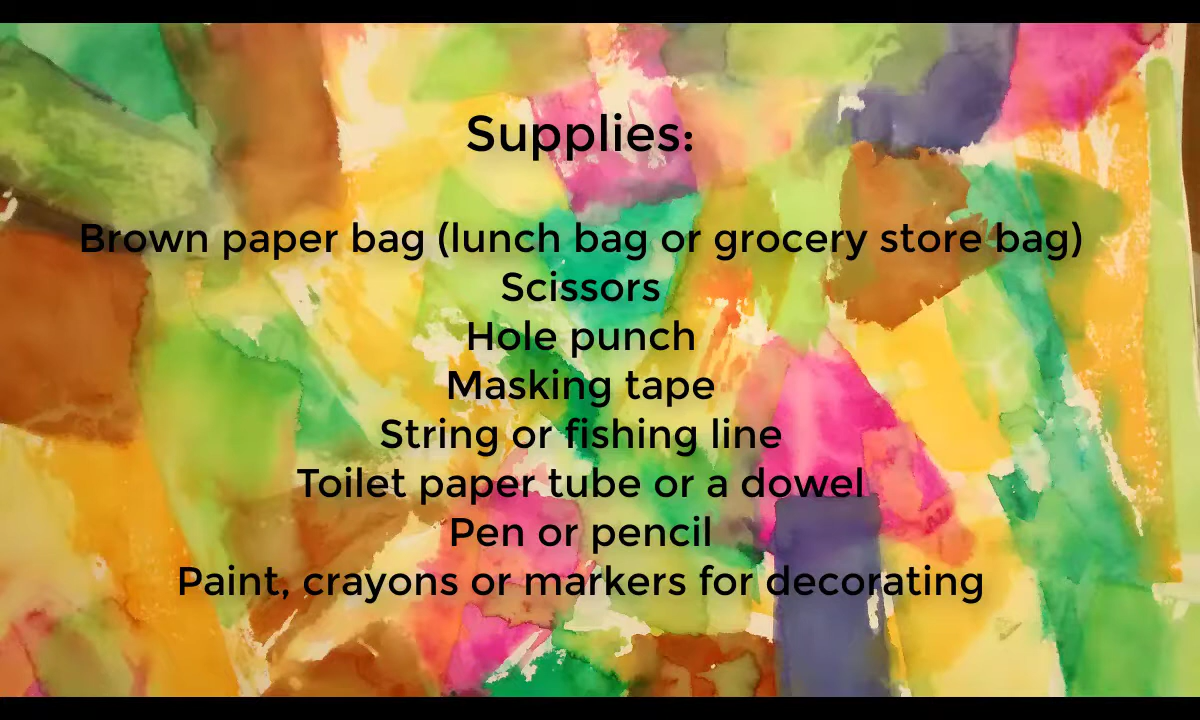 Supplies:
Brown paper bag (lunch bag or grocery store bag)
Scissors
Hole punch
Masking tape
String or fishing line
Toilet paper tube or a dowel
Pen or pencil
Paint, crayons or markers for decorating